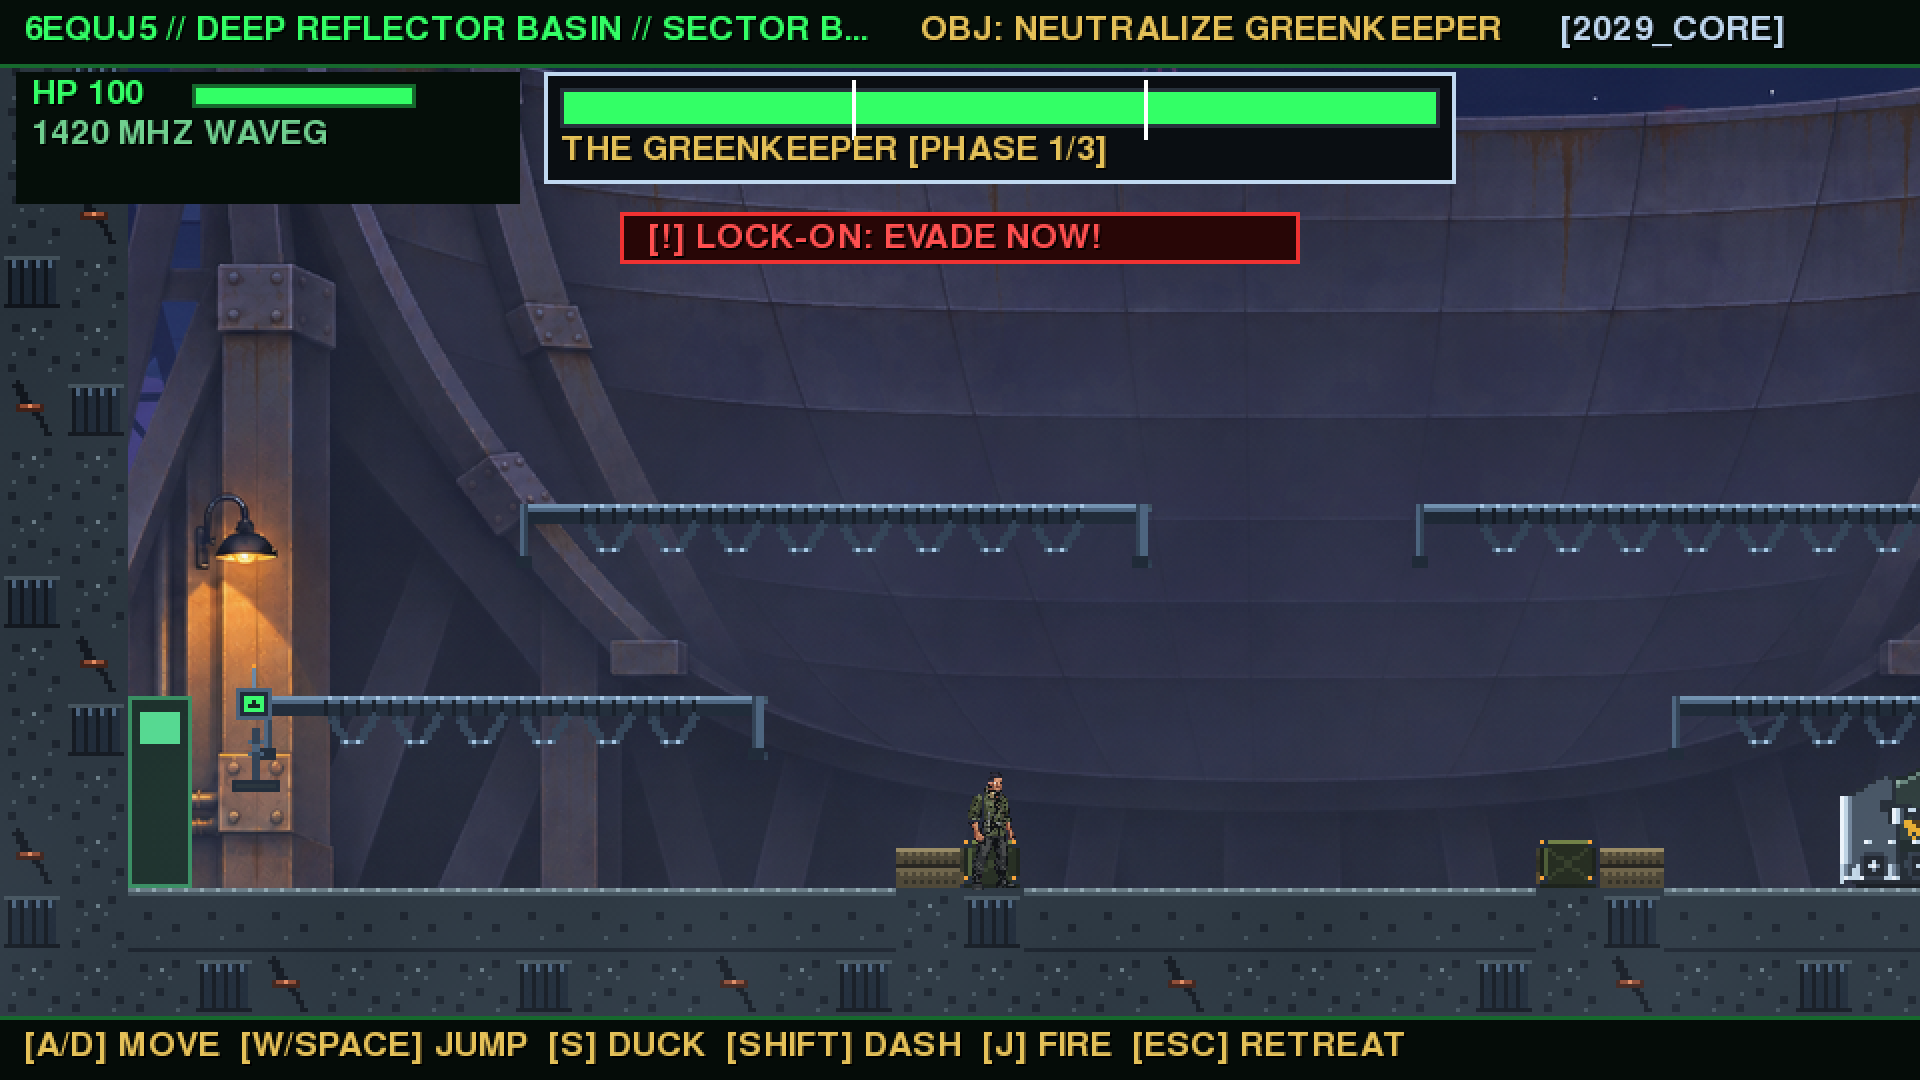 6EQUJ5 // DEEP REFLECTOR BASIN // SECTOR B... OBJ: NEUTRALIZE GREENKEEPER [2029_CORE]
HP 100
1420 MHZ WAVEG
THE GREENKEEPER [PHASE 1/3]
[!] LOCK-ON: EVADE NOW!
[A/D] MOVE [W/SPACE] JUMP [S] DUCK [SHIFT] DASH [J] FIRE [ESC] RETREAT